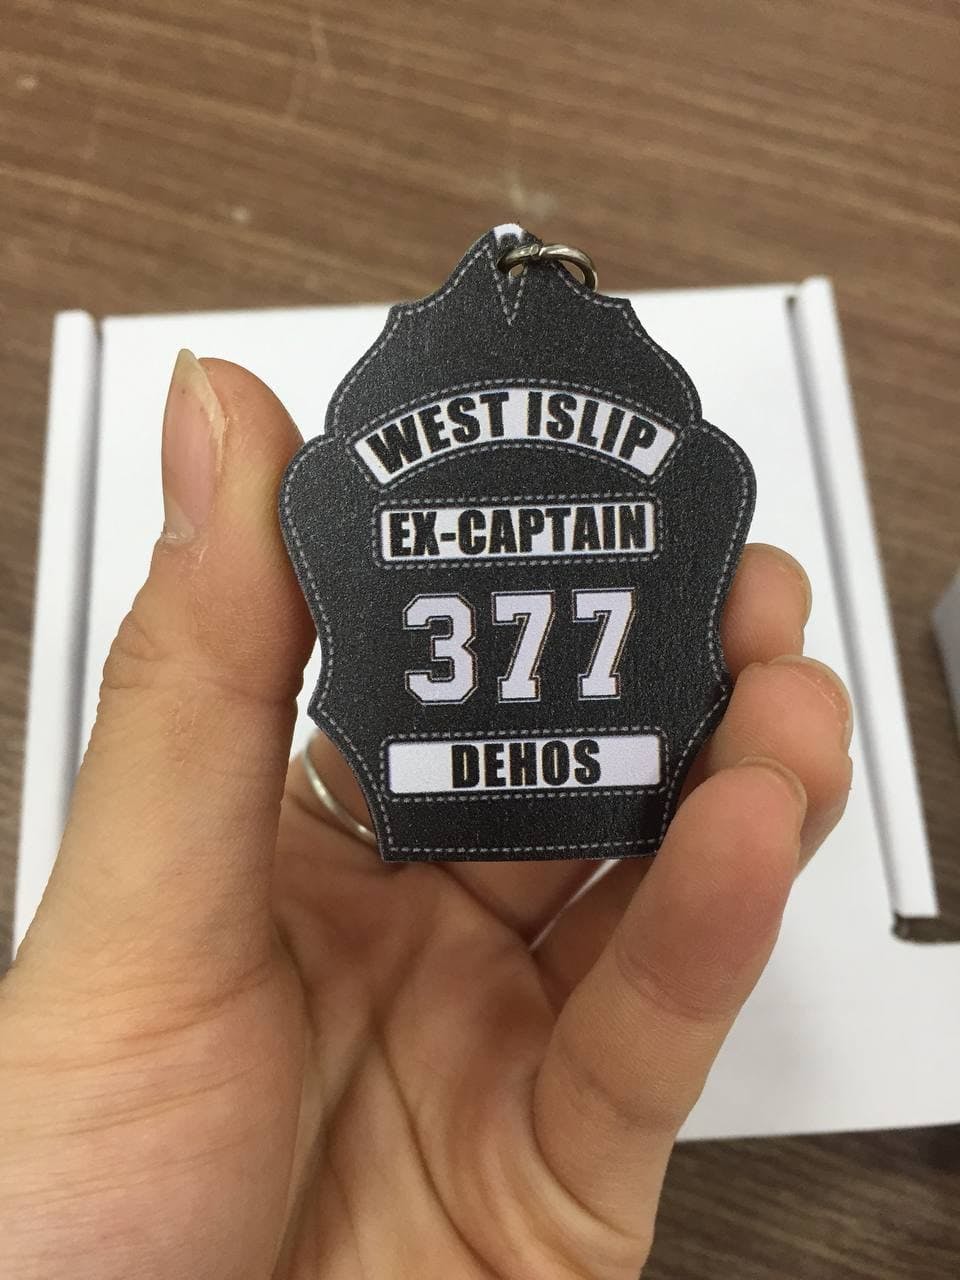 WEST ISLIP
EX-CAPTAIN
377
DEHOS